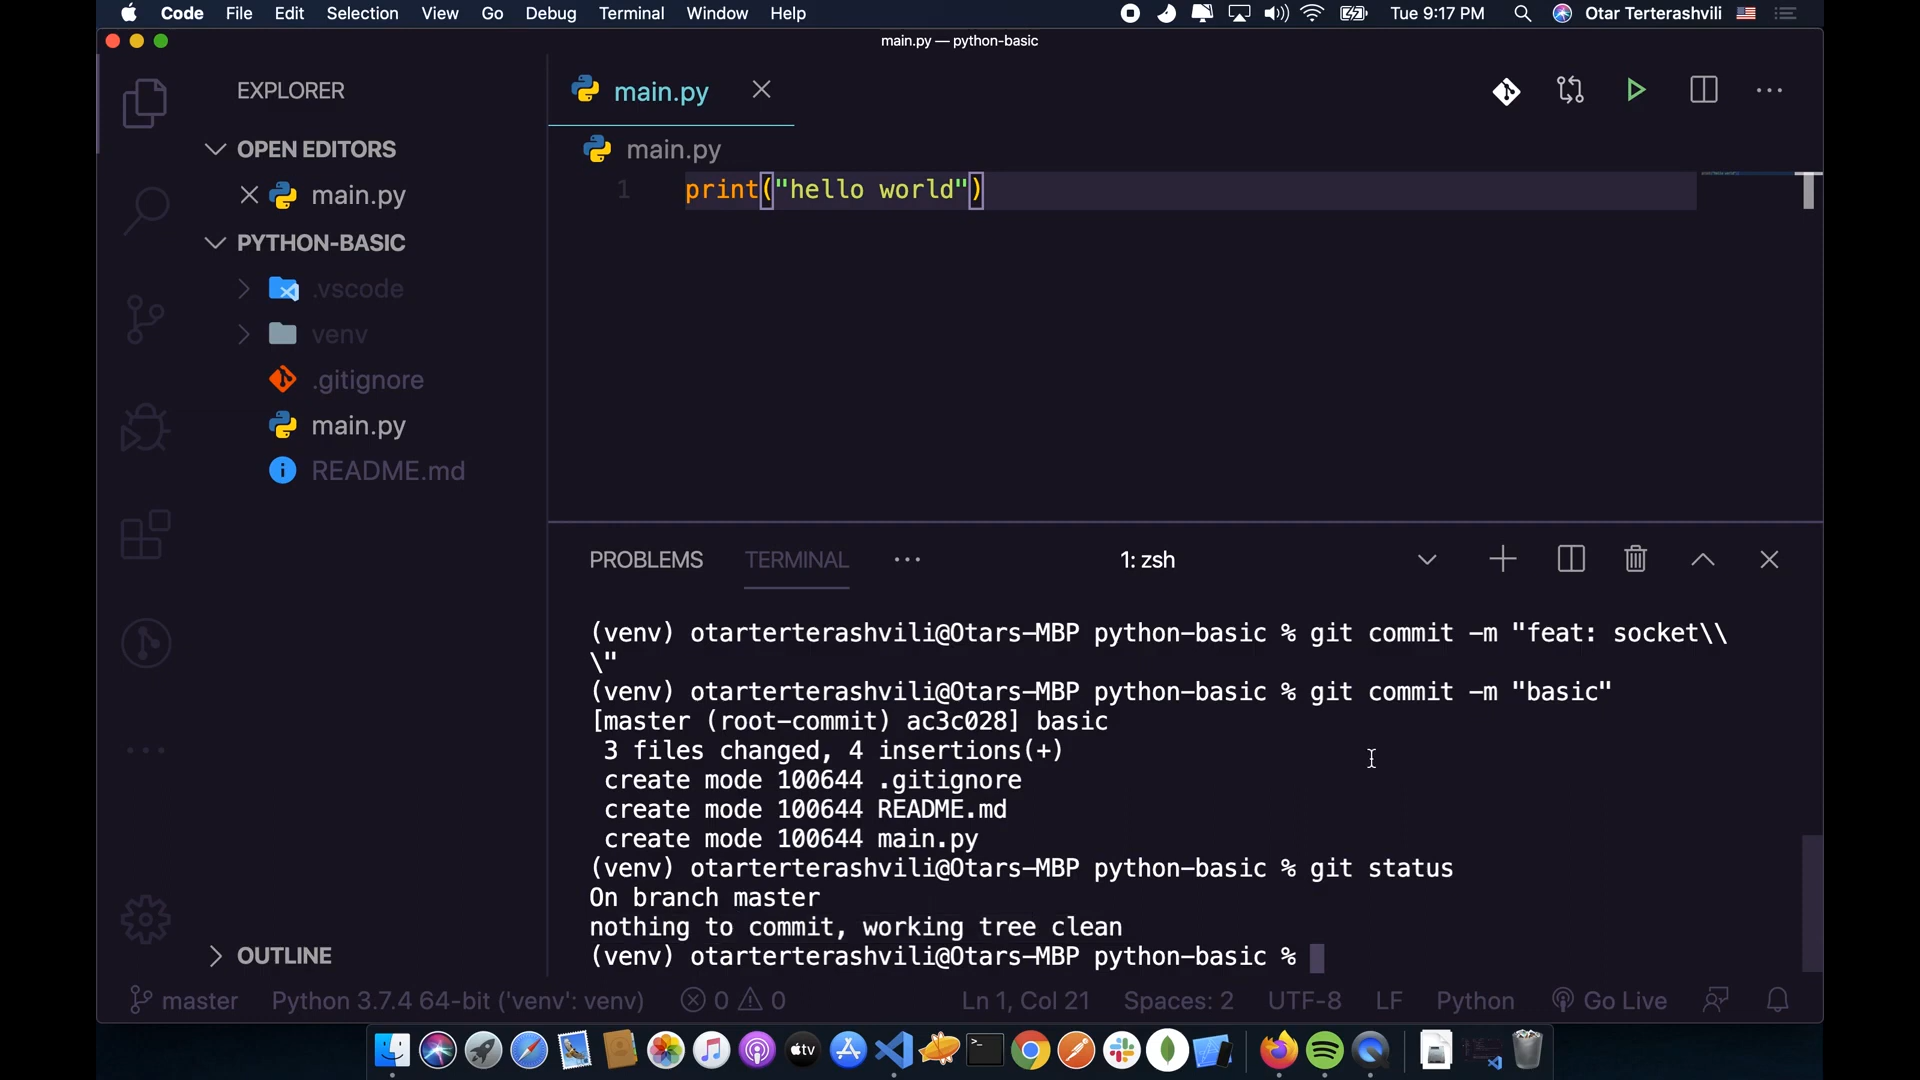 Code File Edit Selection View Go Debug Terminal Window Help Tue 9:17 PM Otar Terterashvili
main.py — python-basic
EXPLORER
OPEN EDITORS
main.py
PYTHON-BASIC
.vscode
venv
.gitignore
main.py
README.md
OUTLINE
main.py
main.py
1 print("hello world")
PROBLEMS TERMINAL ... 1: zsh
(venv) otarterterashvili@Otars-MBP python-basic % git commit -m "feat: socket\\
\"
(venv) otarterterashvili@Otars-MBP python-basic % git commit -m "basic"
[master (root-commit) ac3c028] basic
3 files changed, 4 insertions(+)
create mode 100644 .gitignore
create mode 100644 README.md
create mode 100644 main.py
(venv) otarterterashvili@Otars-MBP python-basic % git status
On branch master
nothing to commit, working tree clean
(venv) otarterterashvili@Otars-MBP python-basic %
master Python 3.7.4 64-bit ('venv': venv) 0 0 Ln 1, Col 21 Spaces: 2 UTF-8 LF Python Go Live
tv